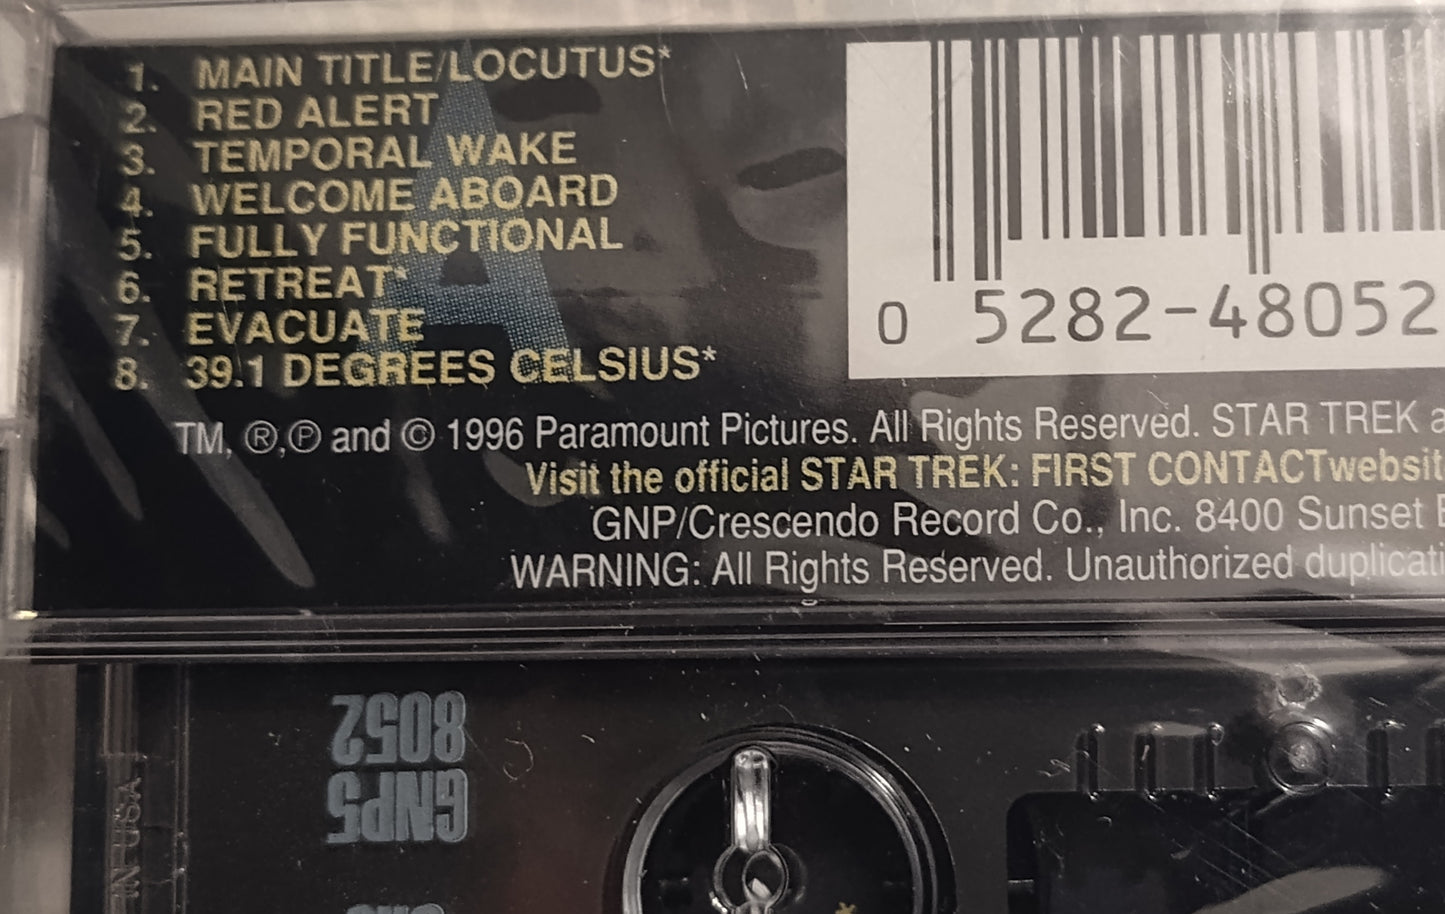 1. MAIN TITLE/LOCUTUS*
2. RED ALERT
3. TEMPORAL WAKE
4. WELCOME ABOARD
5. FULLY FUNCTIONAL
6. RETREAT*
7. EVACUATE
8. 39.1 DEGREES CELSIUS*
A
0 5282-48052
TM, ®,℗ and © 1996 Paramount Pictures. All Rights Reserved. STAR TREK
Visit the official STAR TREK: FIRST CONTACTwebsit
GNP/Crescendo Record Co., Inc. 8400 Sunset
WARNING: All Rights Reserved. Unauthorized duplicati
GNP5
8052